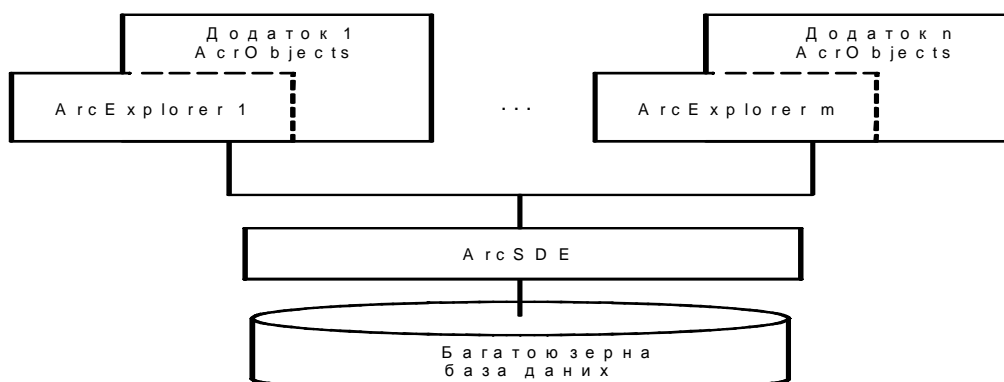 Додаток 1
AcrObjects
ArcExplorer 1
...
Додаток n
AcrObjects
ArcExplorer m
ArcSDE
Багатоюзерна
база даних